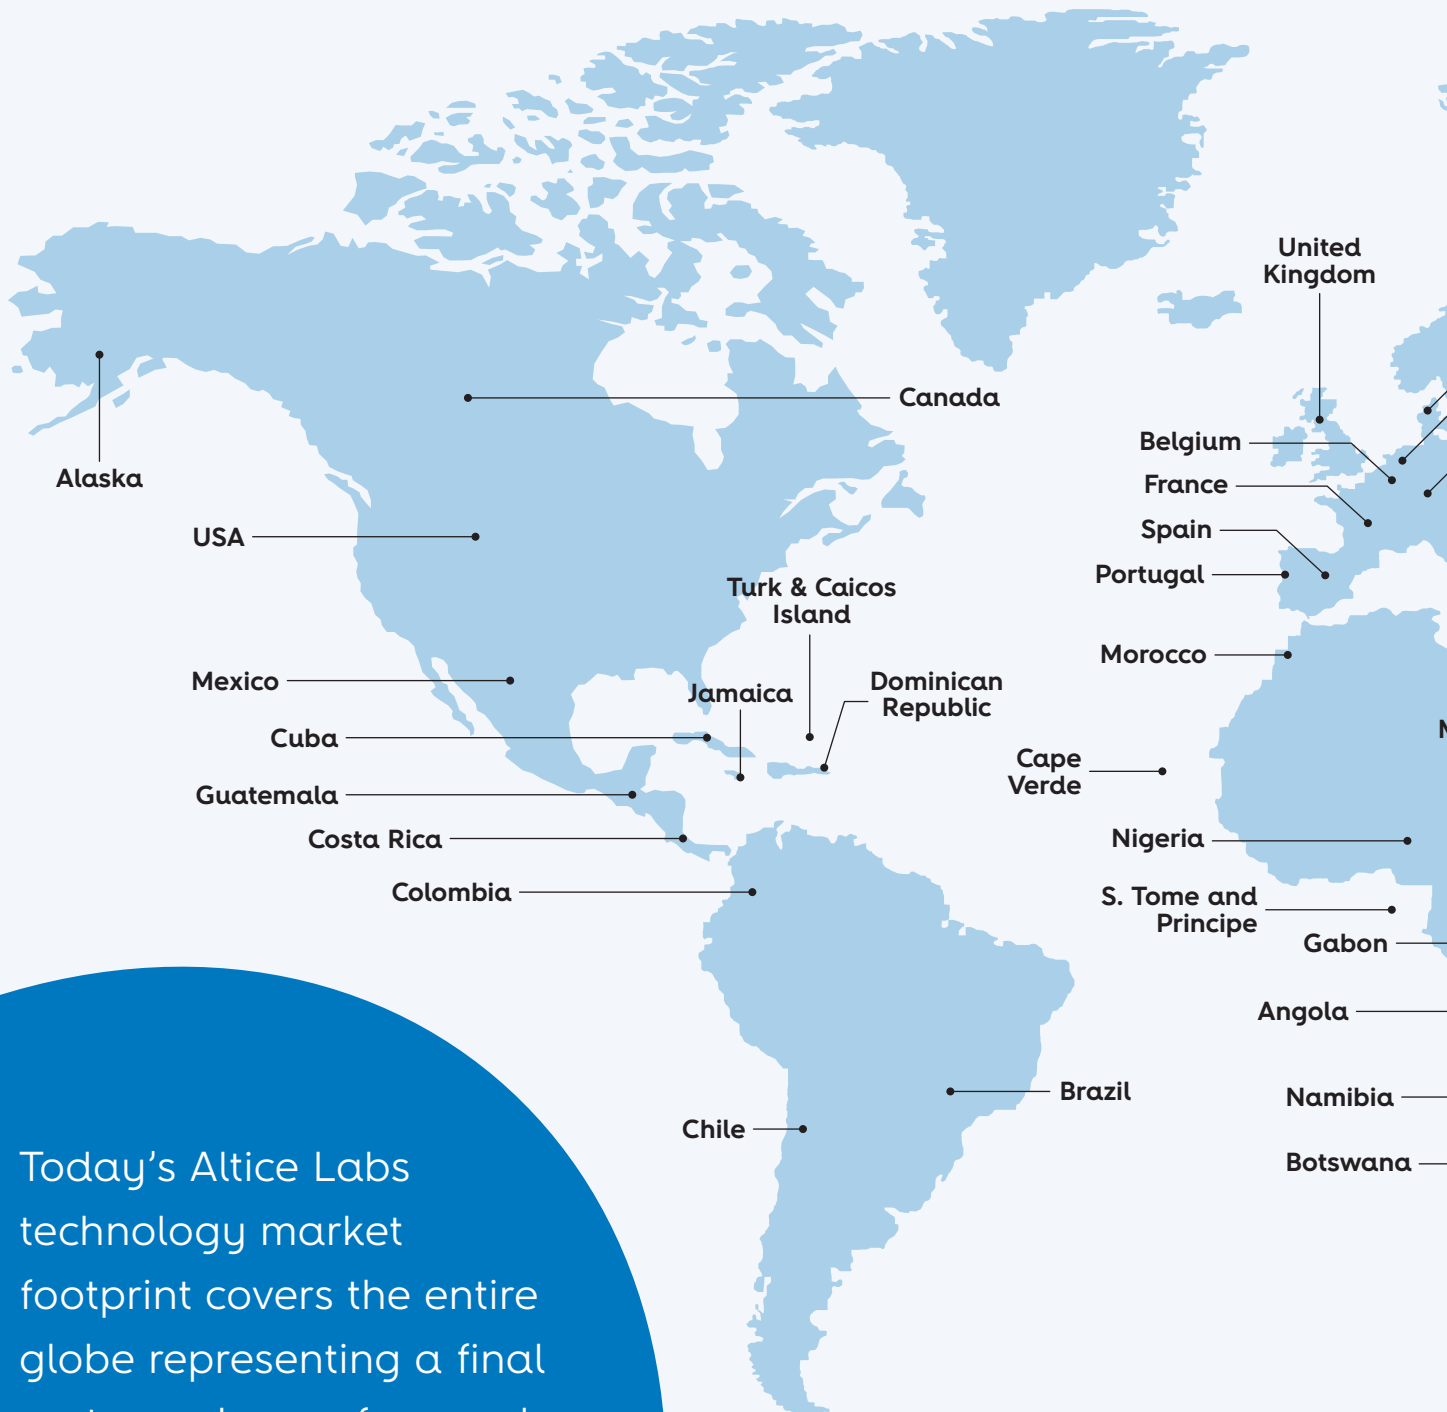 United
Kingdom
Canada
Belgium
Alaska
France
Spain
USA
Portugal
Turk & Caicos
Island
Morocco
Mexico
Jamaica
Dominican
Republic
Cuba
Cape
Verde
Guatemala
Costa Rica
Nigeria
Colombia
S. Tome and
Principe
Gabon
Angola
Brazil
Namibia
Chile
Botswana
Today's Altice Labs
technology market
footprint covers the entire
globe representing a final